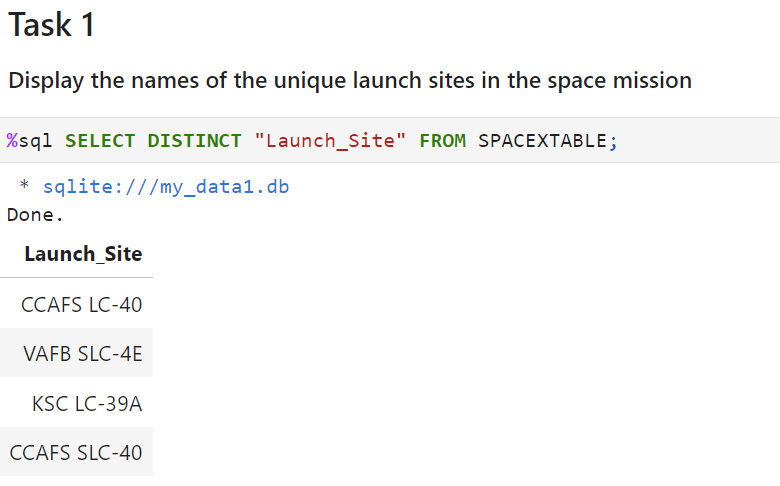 Task 1
Display the names of the unique launch sites in the space mission
%sql SELECT DISTINCT "Launch_Site" FROM SPACEXTABLE;
* sqlite:///my_data1.db
Done.
Launch_Site
CCAFS LC-40
VAFB SLC-4E
KSC LC-39A
CCAFS SLC-40